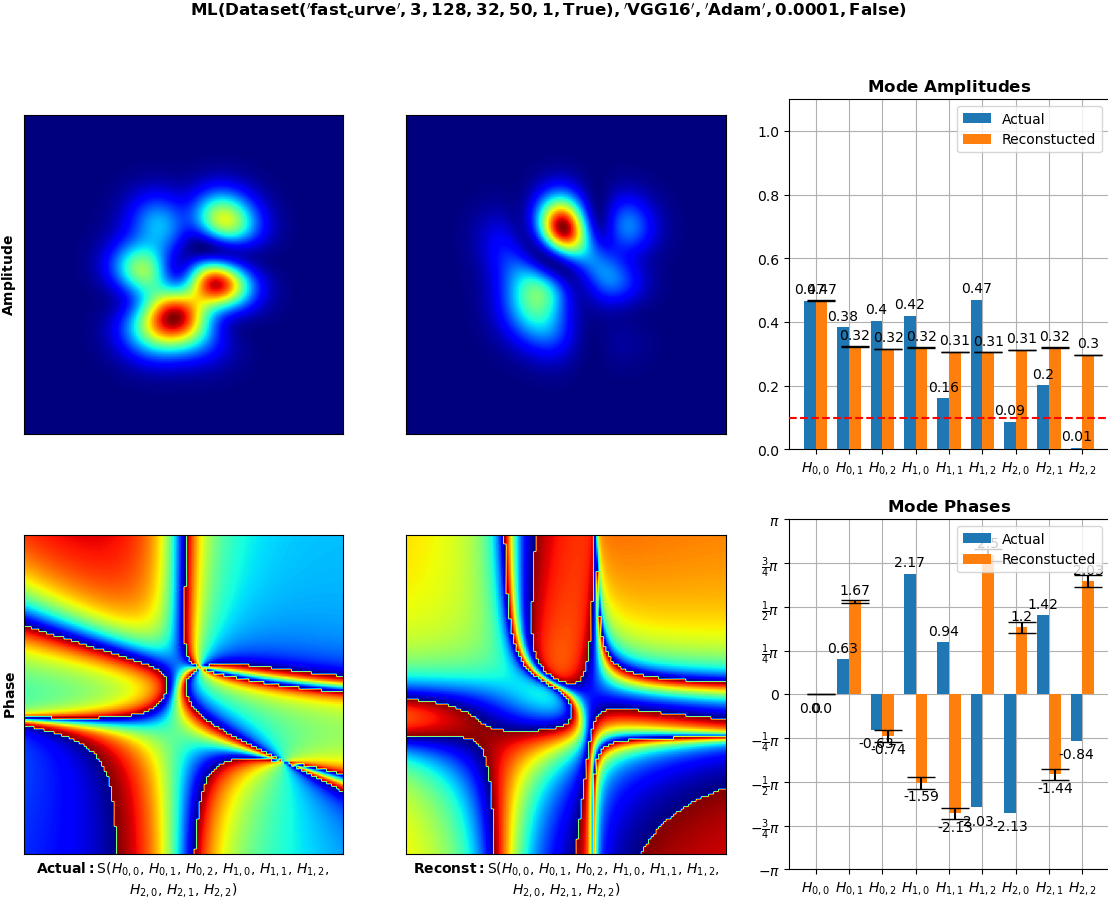 ML(Dataset('fast_curve', 3, 128, 32, 50, 1, True), 'VGG16', 'Adam', 0.0001, False)
Amplitude
Mode Amplitudes
Actual
Reconstucted
1.0
0.8
0.6
0.4
0.2
0.0
0.47 0.47 0.38 0.32 0.4 0.32 0.42 0.32 0.16 0.31 0.47 0.31 0.09 0.31 0.2 0.32 0.01 0.3
H0,0 H0,1 H0,2 H1,0 H1,1 H1,2 H2,0 H2,1 H2,2
Phase
Mode Phases
Actual
Reconstucted
π
3/4π
1/2π
1/4π
0
−1/4π
−1/2π
−3/4π
−π
0.0 0.0 0.63 1.67 -0.63 -0.74 2.17 -1.59 0.94 -2.13 -2.03 2.5 -2.13 1.2 1.42 -1.44 -0.84 2.03
H0,0 H0,1 H0,2 H1,0 H1,1 H1,2 H2,0 H2,1 H2,2
Actual: S(H0,0, H0,1, H0,2, H1,0, H1,1, H1,2,
H2,0, H2,1, H2,2)
Reconst: S(H0,0, H0,1, H0,2, H1,0, H1,1, H1,2,
H2,0, H2,1, H2,2)